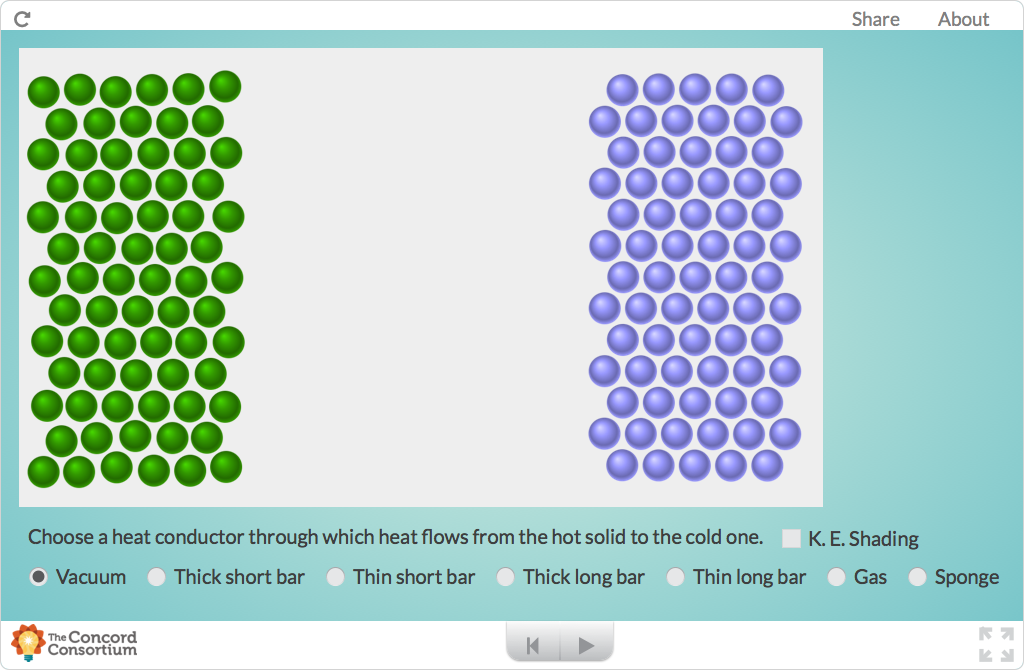 Share About
Choose a heat conductor through which heat flows from the hot solid to the cold one. K. E. Shading
Vacuum Thick short bar Thin short bar Thick long bar Thin long bar Gas Sponge
The Concord
Consortium